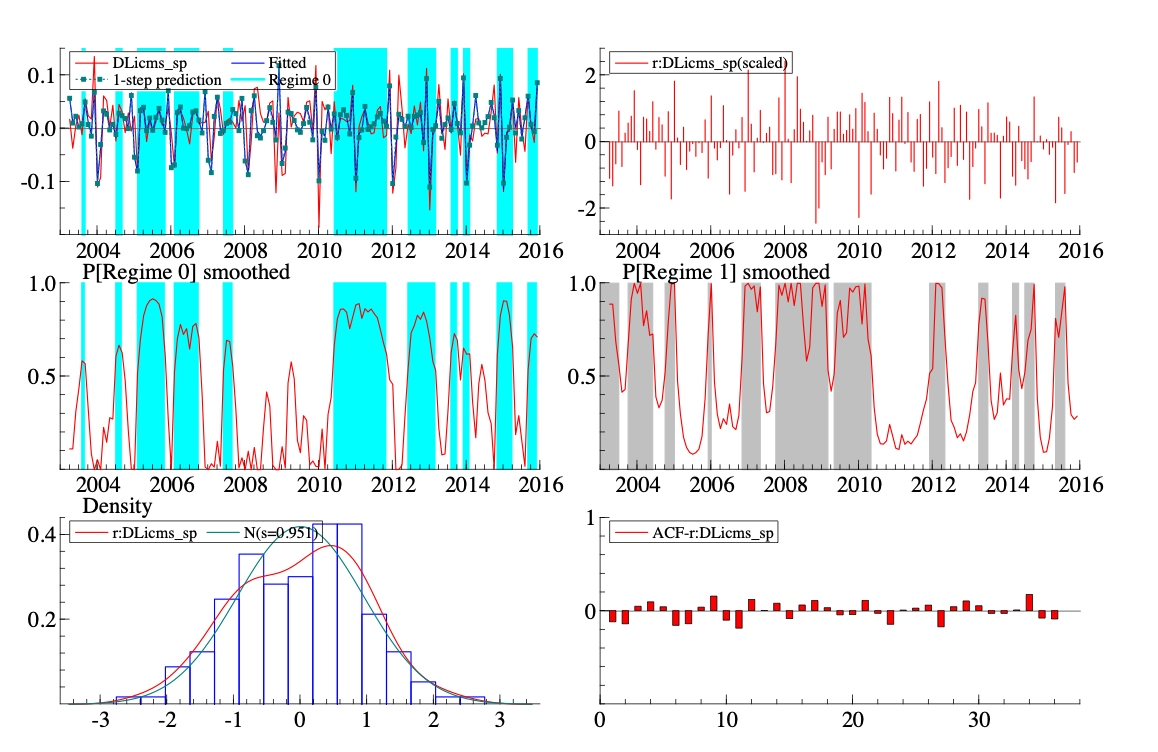 DLicms_sp Fitted
1-step prediction Regime 0
0.1
0.0
-0.1
2004 2006 2008 2010 2012 2014 2016
r:DLicms_sp(scaled)
2
0
-2
2004 2006 2008 2010 2012 2014 2016
P[Regime 0] smoothed
1.0
0.5
2004 2006 2008 2010 2012 2014 2016
P[Regime 1] smoothed
1.0
0.5
2004 2006 2008 2010 2012 2014 2016
Density
r:DLicms_sp N(s=0.951)
0.4
0.2
-3 -2 -1 0 1 2 3
ACF-r:DLicms_sp
1
0
0 10 20 30